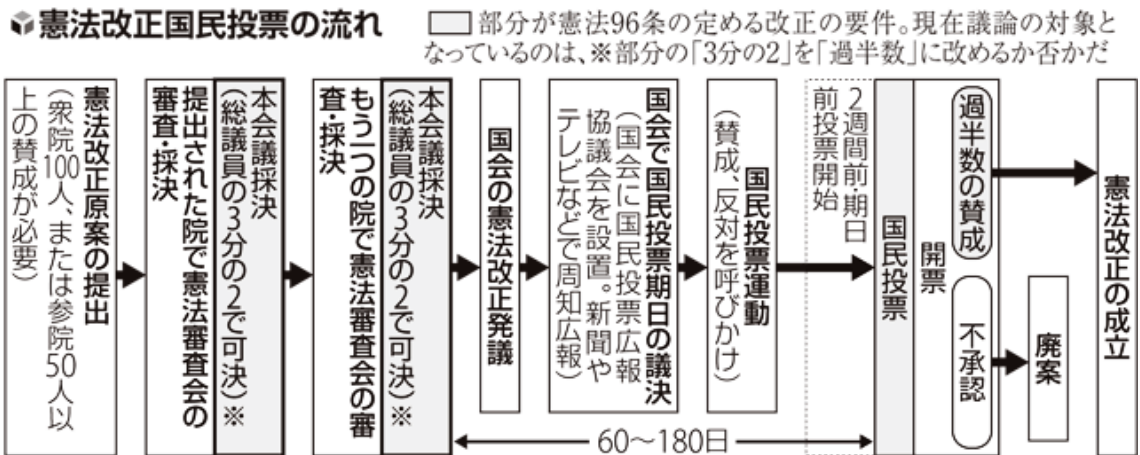 憲法改正国民投票の流れ
部分が憲法96条の定める改正の要件。現在議論の対象と
なっているのは、※部分の「3分の2」を「過半数」に改めるか否かだ
憲法改正原案の提出
（衆院100人、または参院50人以
上の賛成が必要）
提出された院で憲法審査会の
審査・採決
本会議採決
（総議員の3分の2で可決）※
もう一つの院で憲法審査会の審
査・採決
本会議採決
（総議員の3分の2で可決）※
国会の憲法改正発議
国会で国民投票期日の議決
（国会に国民投票広報
協議会を設置。新聞や
テレビなどで周知広報）
国民投票運動
（賛成、反対を呼びかけ）
60〜180日
2週間前・期日
前投票開始
国民投票
開票
過半数の賛成
不承認
廃案
憲法改正の成立